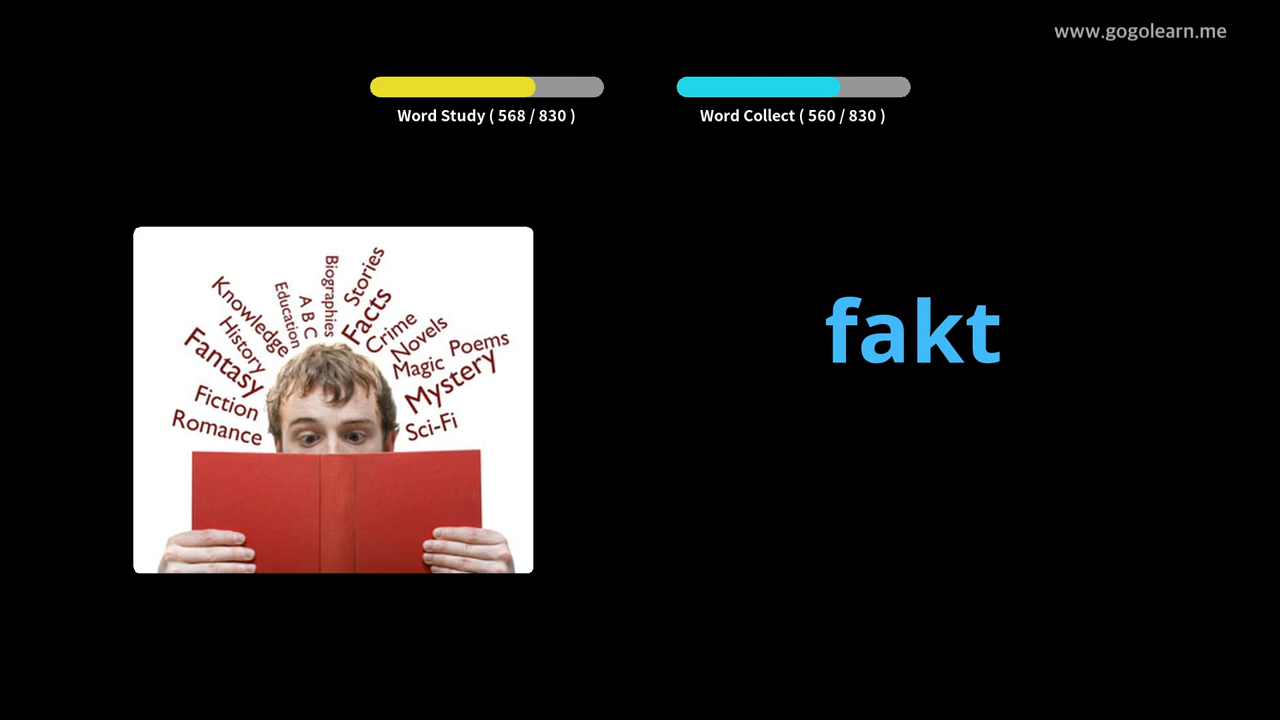 www.gogolearn.me
Word Study ( 568 / 830 )
Word Collect ( 560 / 830 )
Romance
Fiction
Fantasy
History
Knowledge
Education
A B C
Biographies
Stories
Facts
Crime
Novels
Magic
Poems
Mystery
Sci-Fi
fakt